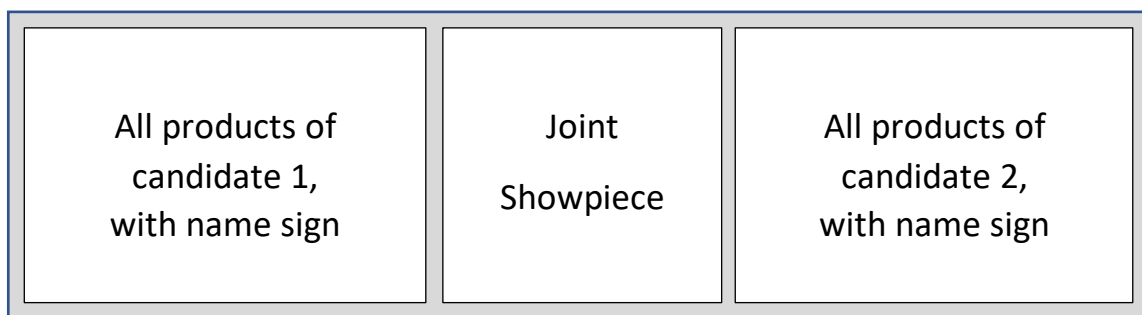 All products of
candidate 1,
with name sign
Joint
Showpiece
All products of
candidate 2,
with name sign